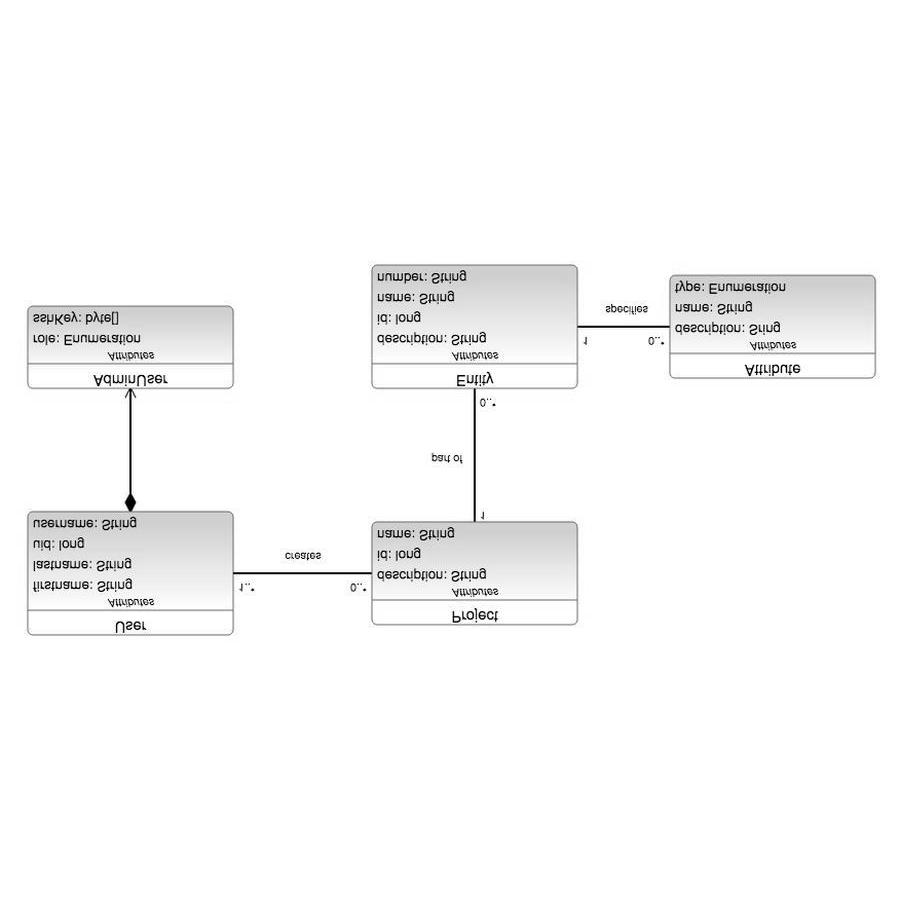 User
Attributes
firstname: String
lastname: String
uid: long
username: String
1..*
creates
0..*
Project
Attributes
description: String
id: long
name: String
1
part of
0..*
AdminUser
Attributes
role: Enumeration
sshKey: byte[]
Entity
Attributes
description: String
id: long
name: String
number: String
1
specifies
0..*
Attribute
Attributes
description: Sring
name: String
type: Enumeration